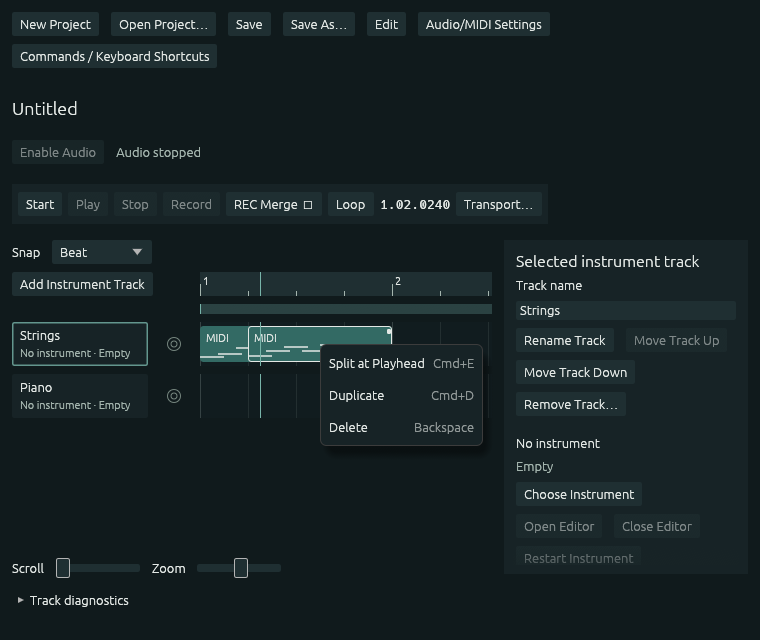 New Project Open Project... Save Save As... Edit Audio/MIDI Settings
Commands / Keyboard Shortcuts
Untitled
Enable Audio Audio stopped
Start Play Stop Record REC Merge Loop 1.02.0240 Transport...
Snap Beat
Add Instrument Track
1 2
Strings
No instrument · Empty
MIDI MIDI
Piano
No instrument · Empty
Split at Playhead Cmd+E
Duplicate Cmd+D
Delete Backspace
Selected instrument track
Track name
Strings
Rename Track Move Track Up
Move Track Down
Remove Track...
No instrument
Empty
Choose Instrument
Open Editor Close Editor
Restart Instrument
Scroll Zoom
Track diagnostics